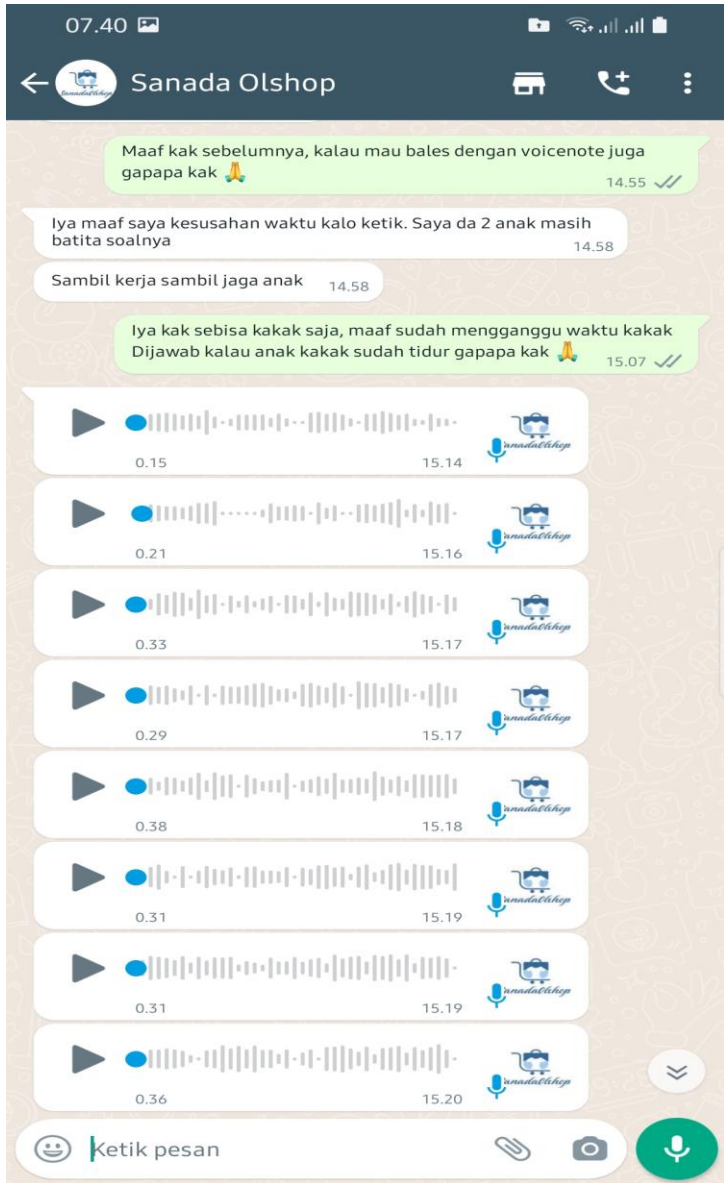 07.40
Sanada Olshop
Maaf kak sebelumnya, kalau mau bales dengan voicenote juga
gapapa kak 🙏
14.55
Iya maaf saya kesusahan waktu kalo ketik. Saya da 2 anak masih
batita soalnya
14.58
Sambil kerja sambil jaga anak 14.58
Iya kak sebisa kakak saja, maaf sudah mengganggu waktu kakak
Dijawab kalau anak kakak sudah tidur gapapa kak 🙏 15.07
0.15 15.14
0.21 15.16
0.33 15.17
0.29 15.17
0.38 15.18
0.31 15.19
0.31 15.19
0.36 15.20
Ketik pesan